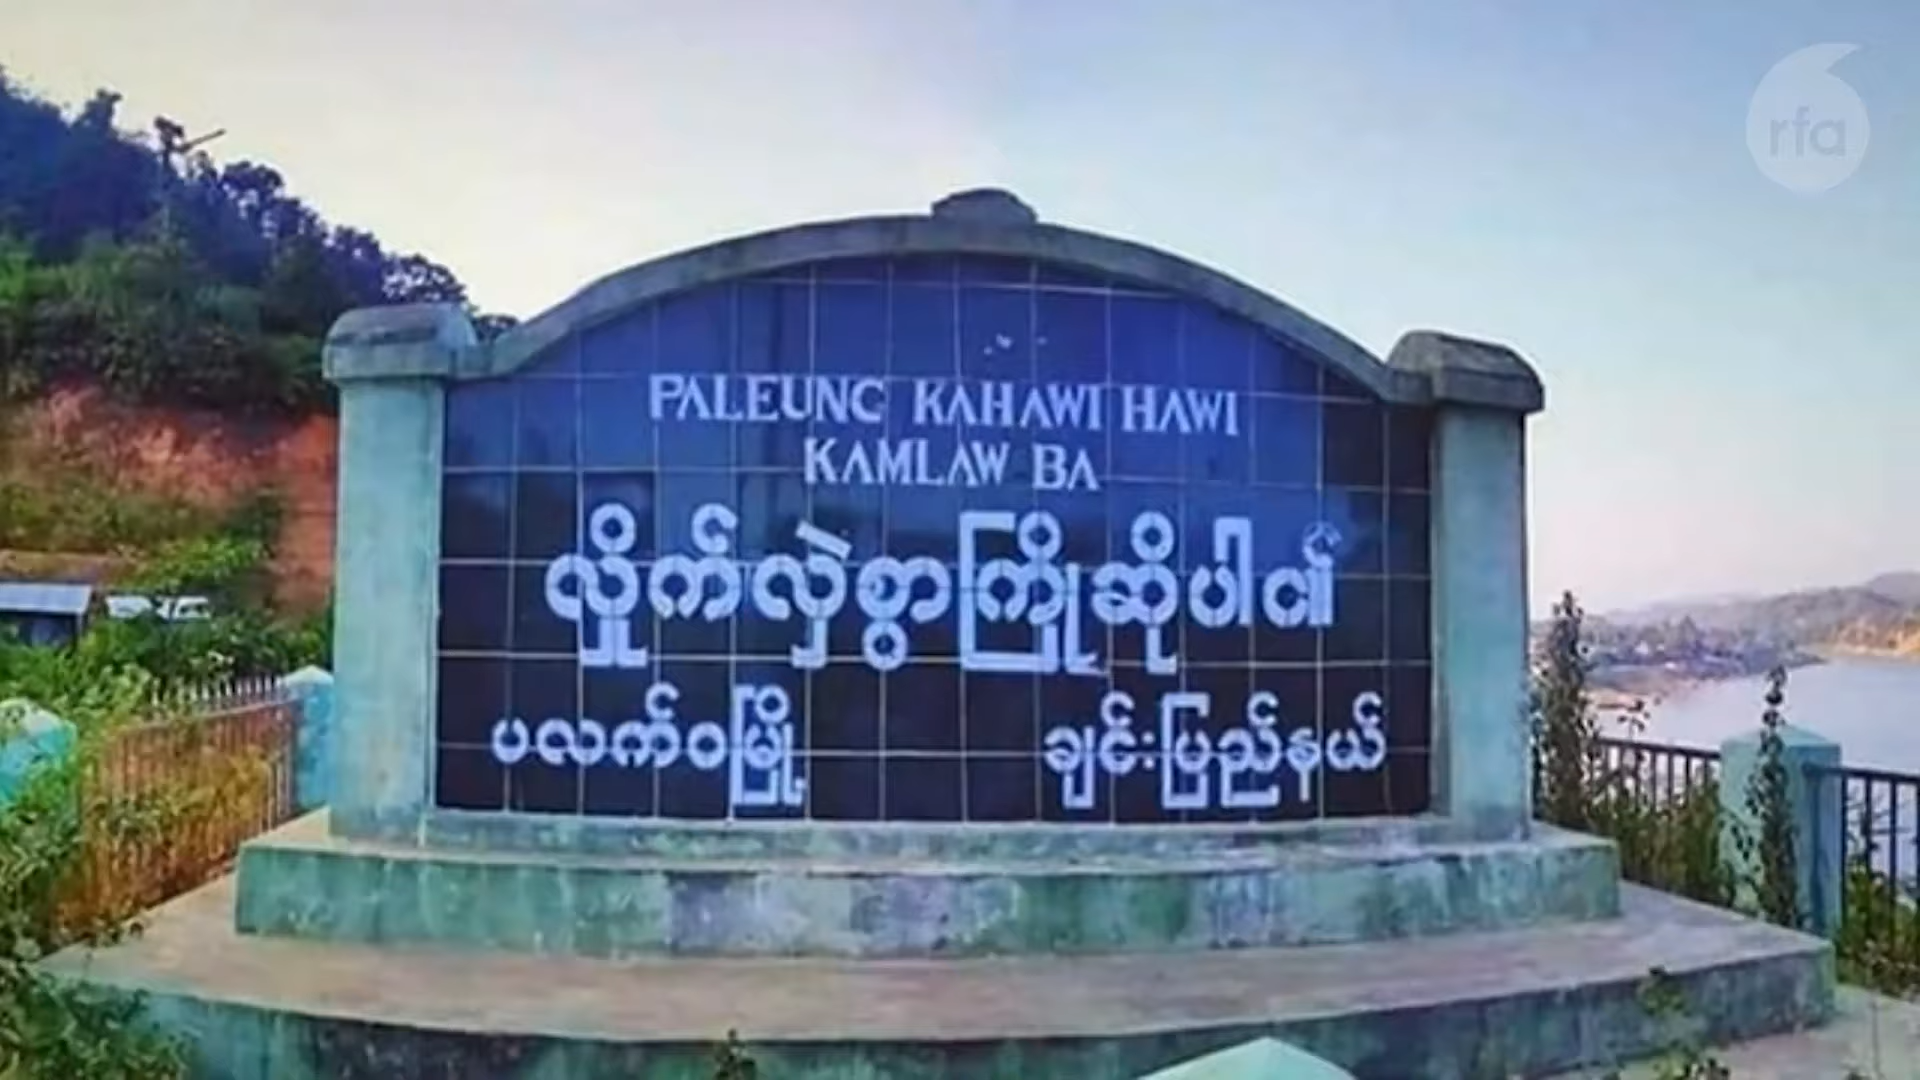 rfa
PALEUNG KAHAWI HAWI
KAMLAW BA
လှိုက်လှဲစွာကြိုဆိုပါ၏
ပလက်ဝမြို့ ချင်းပြည်နယ်